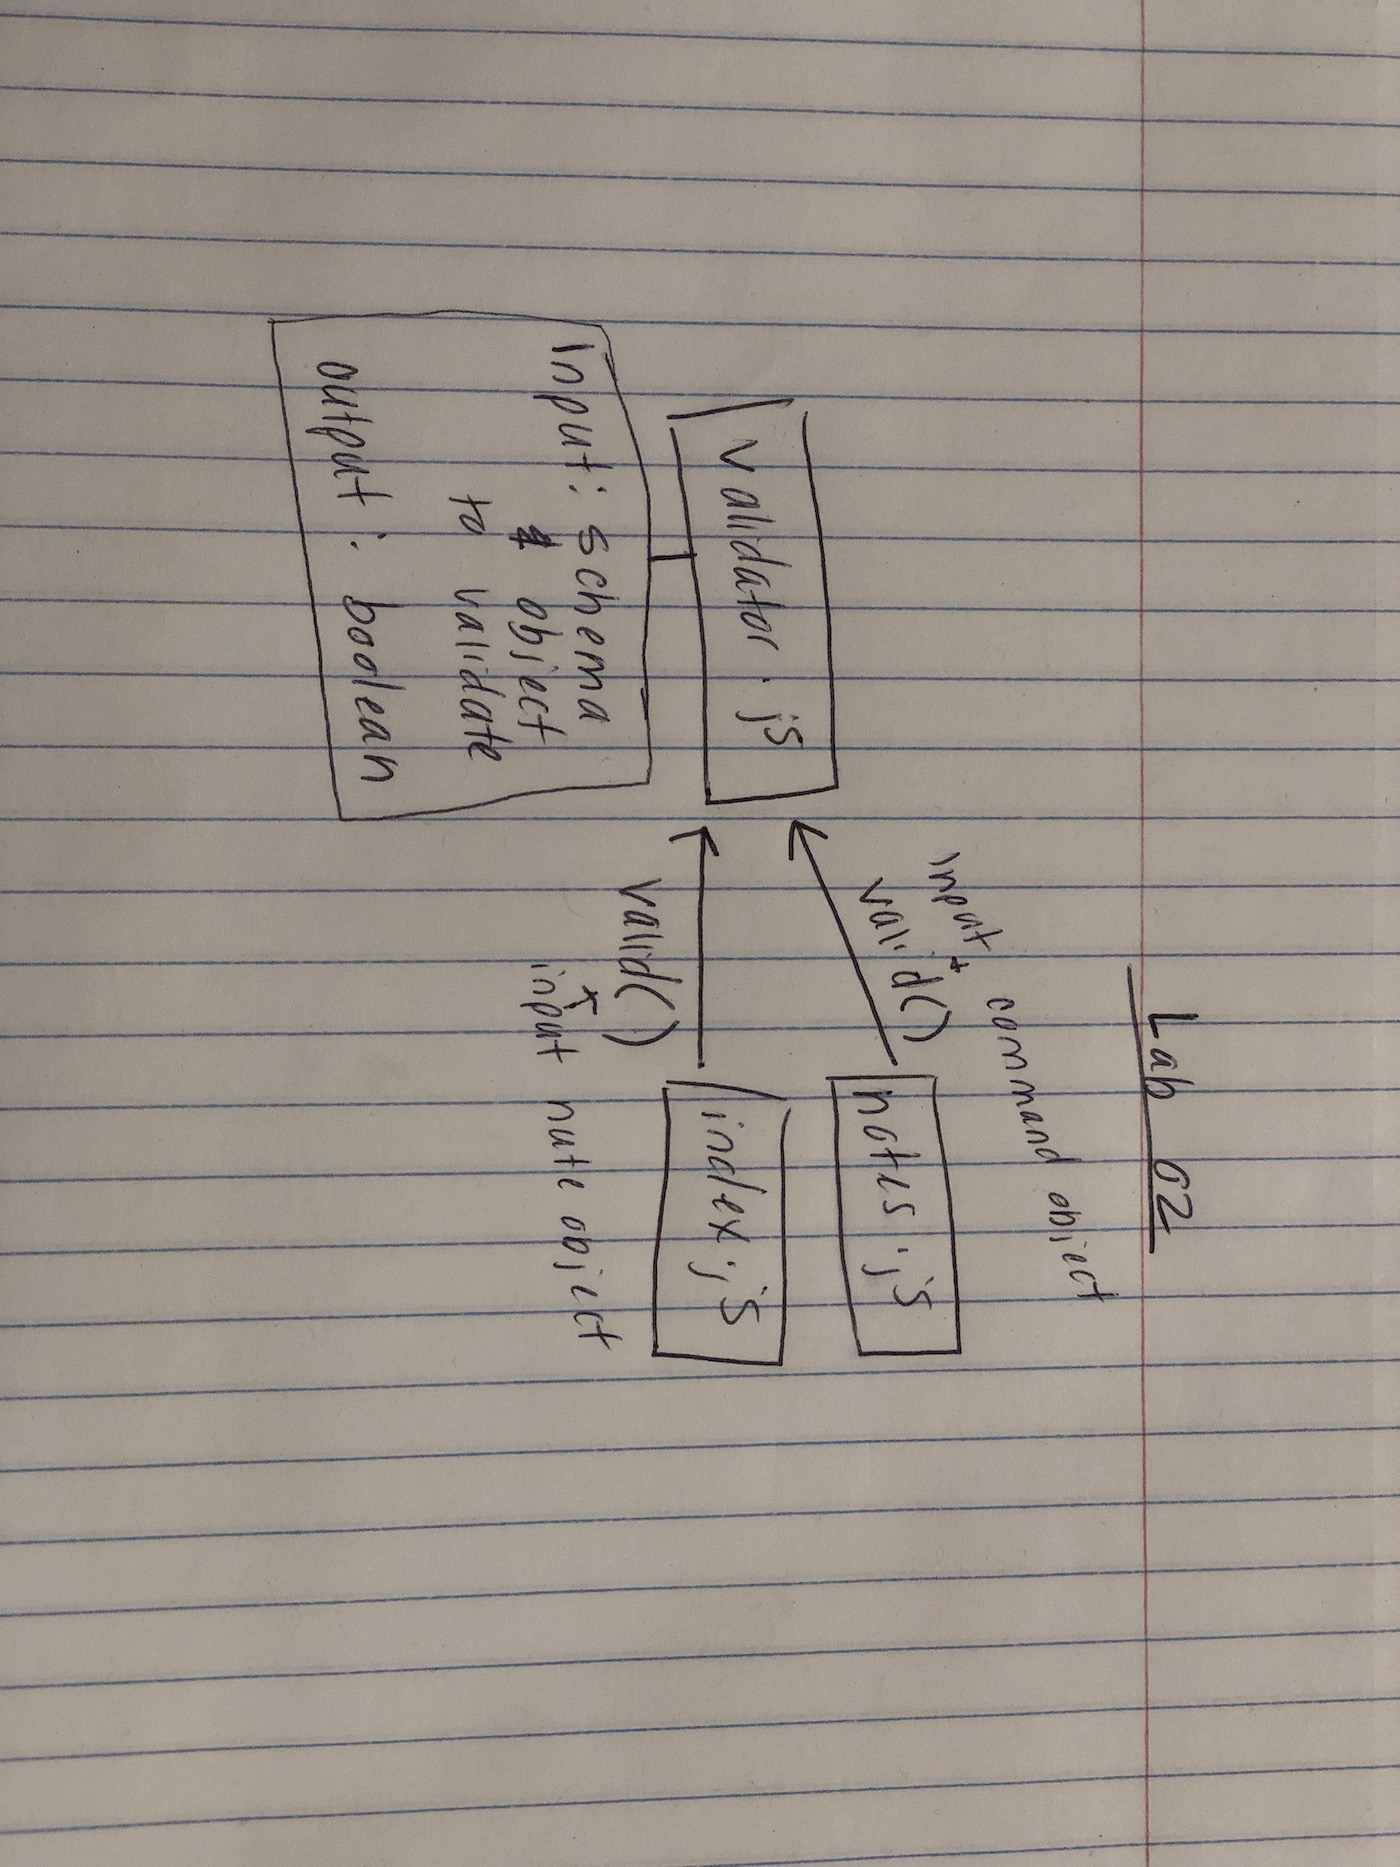 Lab 02
command object
input
valid()
notes.js
validator.js
index.js
valid()
input note object
input: schema
& object
to validate
output: boolean